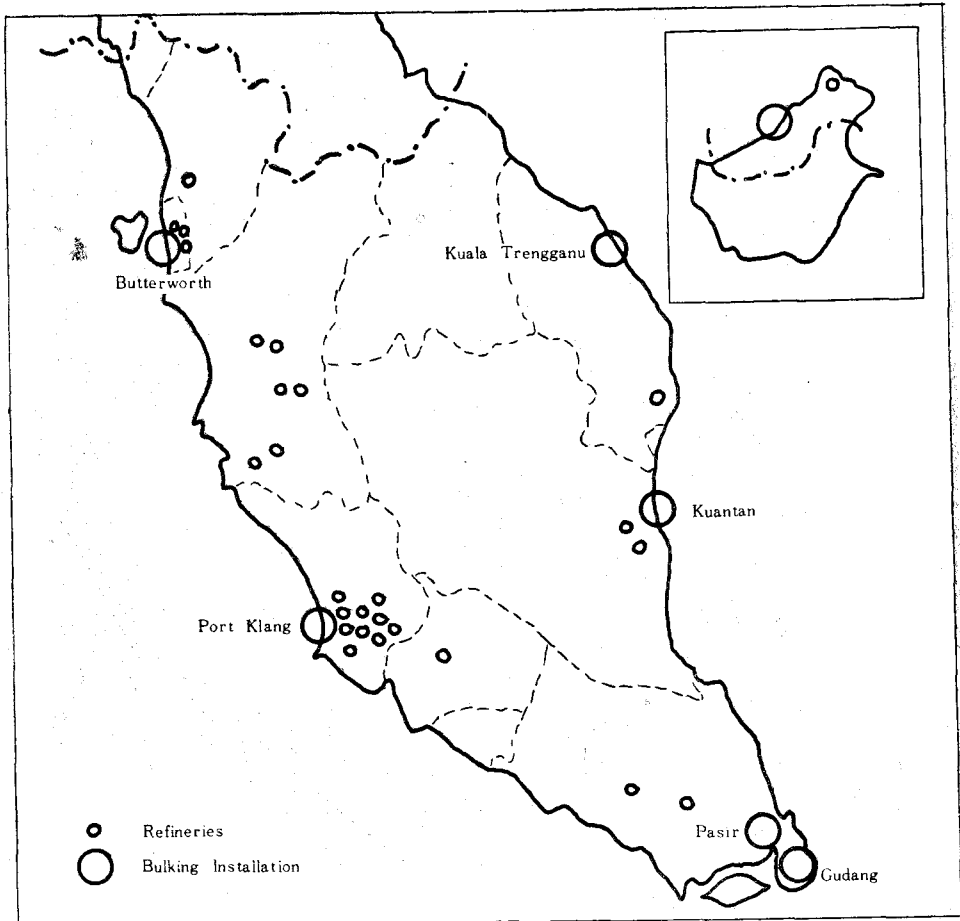 Kuala Trengganu
Butterworth
Kuantan
Port Klang
Refineries
Pasir
Bulking Installation
Gudang